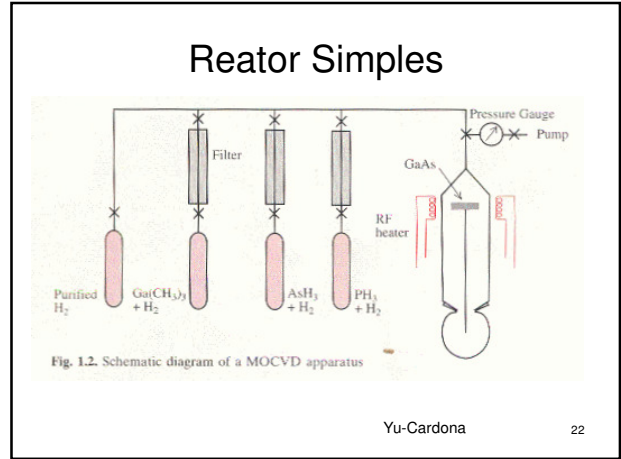 Reator Simples
Pressure Gauge
Pump
Filter
GaAs
RF
heater
Purified
H₂
Ga(CH₃)₃
+ H₂
AsH₃
+ H₂
PH₃
+ H₂
Fig. 1.2. Schematic diagram of a MOCVD apparatus
Yu-Cardona
22